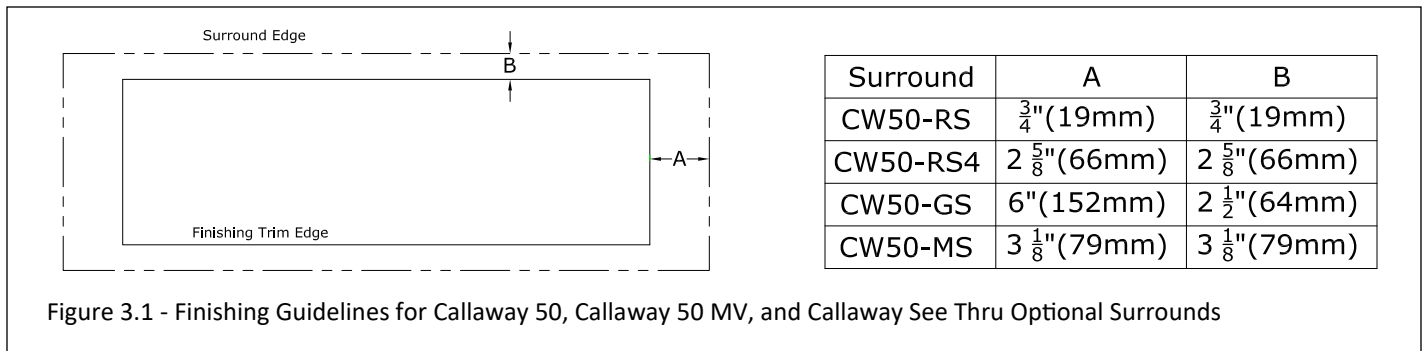 Surround Edge
B
A
Finishing Trim Edge
Surround A B
CW50-RS 3/4"(19mm) 3/4"(19mm)
CW50-RS4 2 5/8"(66mm) 2 5/8"(66mm)
CW50-GS 6"(152mm) 2 1/2"(64mm)
CW50-MS 3 1/8"(79mm) 3 1/8"(79mm)
Figure 3.1 - Finishing Guidelines for Callaway 50, Callaway 50 MV, and Callaway See Thru Optional Surrounds